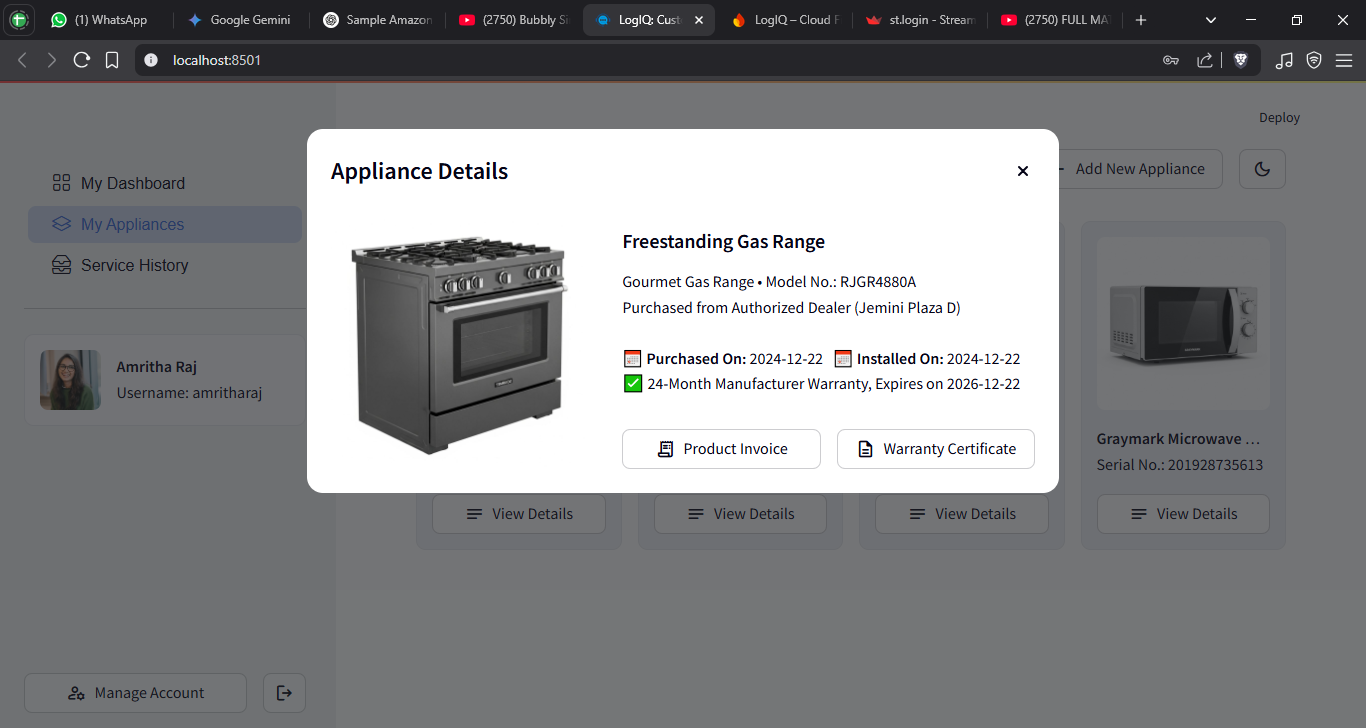 (1) WhatsApp
Google Gemini
Sample Amazon
(2750) Bubbly Si
LogIQ: Cust
LogIQ – Cloud F
st.login - Stream
(2750) FULL MA
localhost:8501
Deploy
My Dashboard
My Appliances
Service History
Amritha Raj
Username: amritharaj
Manage Account
Add New Appliance
Appliance Details
Freestanding Gas Range
Gourmet Gas Range • Model No.: RJGR4880A
Purchased from Authorized Dealer (Jemini Plaza D)
Purchased On: 2024-12-22 Installed On: 2024-12-22
24-Month Manufacturer Warranty, Expires on 2026-12-22
Product Invoice
Warranty Certificate
Graymark Microwave ...
Serial No.: 201928735613
View Details
View Details
View Details
View Details